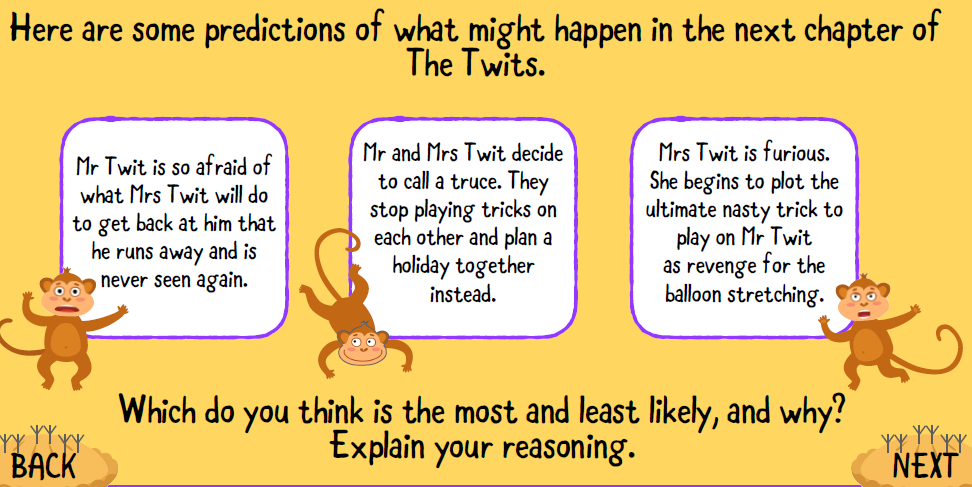 Here are some predictions of what might happen in the next chapter of
The Twits.
Mr Twit is so afraid of
what Mrs Twit will do
to get back at him that
he runs away and is
never seen again.
Mr and Mrs Twit decide
to call a truce. They
stop playing tricks on
each other and plan a
holiday together
instead.
Mrs Twit is furious.
She begins to plot the
ultimate nasty trick to
play on Mr Twit
as revenge for the
balloon stretching.
Which do you think is the most and least likely, and why?
Explain your reasoning.
BACK
NEXT